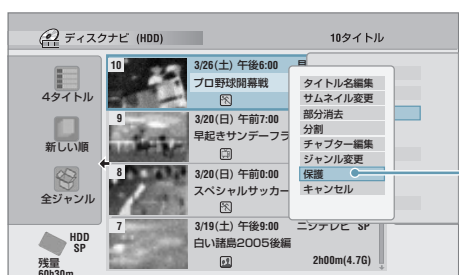 ディスクナビ (HDD)
10タイトル
4タイトル
新しい順
全ジャンル
HDD
SP
残量
60h30m
10
3/26(土) 午後6:00
プロ野球開幕戦
9
3/20(日) 午前7:00
早起きサンデーフラ
8
3/20(日) 午前0:00
スペシャルサッカー
7
3/19(土) 午後9:00
SP
白い諸島2005後編
2h00m(4.7G)
タイトル名編集
サムネイル変更
部分消去
分割
チャプター編集
ジャンル変更
保護
キャンセル